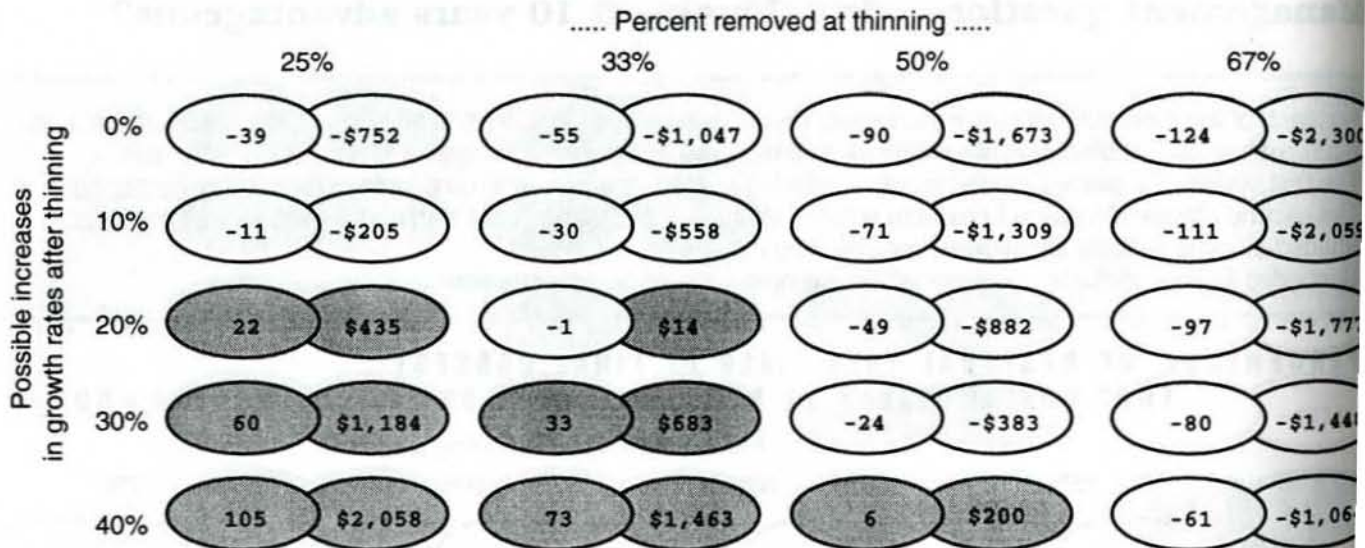 ..... Percent removed at thinning .....
25% 33% 50% 67%
Possible increases
in growth rates after thinning
0% -39 -$752 -55 -$1,047 -90 -$1,673 -124
10% -11 -$205 -30 -$558 -71 -$1,309 -111
20% 22 $435 -1 $14 -49 -$882 -97
30% 60 $1,184 33 $683 -24 -$383 -80
40% 105 $2,058 73 $1,463 6 $200 -61